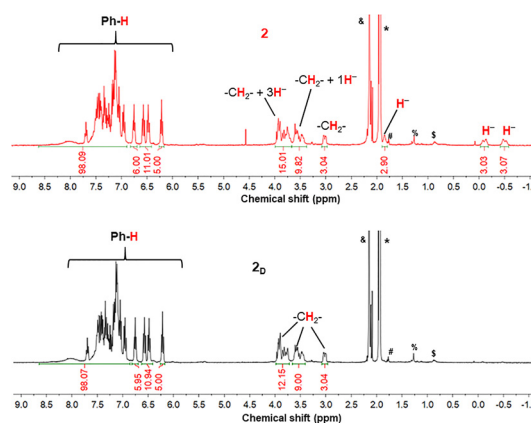 Ph-H
2
&
*
-CH₂- + 3H⁻
-CH₂- + 1H⁻
-CH₂-
H⁻
#
%
$
H⁻
H⁻
98.09
6.00
11.01
5.00
15.01
9.82
3.04
2.90
3.03
3.07
9.0 8.5 8.0 7.5 7.0 6.5 6.0 5.5 5.0 4.5 4.0 3.5 3.0 2.5 2.0 1.5 1.0 0.5 0.0 -0.5 -1.0
Chemical shift (ppm)
Ph-H
2D
&
*
-CH₂-
#
%
$
98.07
5.95
10.94
5.00
12.15
9.00
3.04
9.0 8.5 8.0 7.5 7.0 6.5 6.0 5.5 5.0 4.5 4.0 3.5 3.0 2.5 2.0 1.5 1.0 0.5 0.0 -0.5 -1
Chemical shift (ppm)